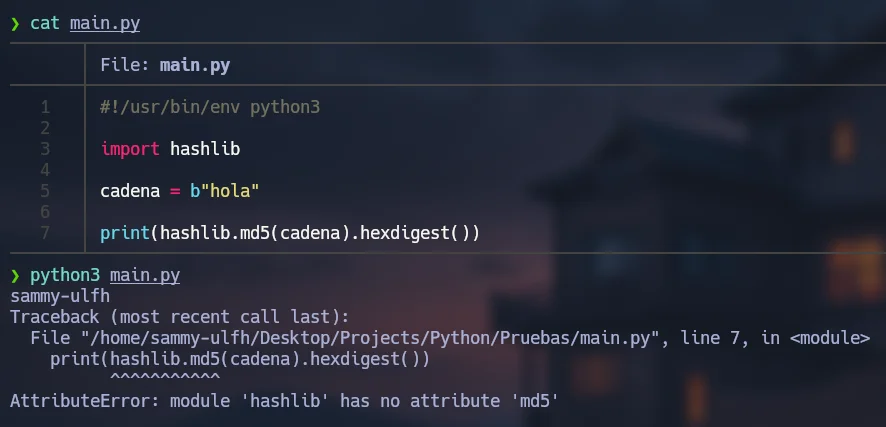 ❯ cat main.py
File: main.py
1 #!/usr/bin/env python3
2
3 import hashlib
4
5 cadena = b"hola"
6
7 print(hashlib.md5(cadena).hexdigest())
❯ python3 main.py
sammy-ulfh
Traceback (most recent call last):
  File "/home/sammy-ulfh/Desktop/Projects/Python/Pruebas/main.py", line 7, in <module>
    print(hashlib.md5(cadena).hexdigest())
          ^^^^^^^^^^^
AttributeError: module 'hashlib' has no attribute 'md5'